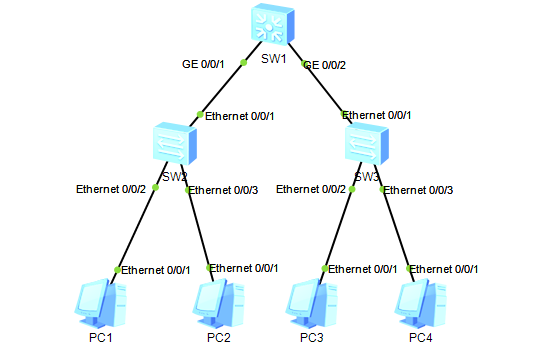 SW1
GE 0/0/1
GE 0/0/2
Ethernet 0/0/1
Ethernet 0/0/1
SW2
SW3
Ethernet 0/0/2
Ethernet 0/0/3
Ethernet 0/0/2
Ethernet 0/0/3
Ethernet 0/0/1
Ethernet 0/0/1
Ethernet 0/0/1
Ethernet 0/0/1
PC1
PC2
PC3
PC4